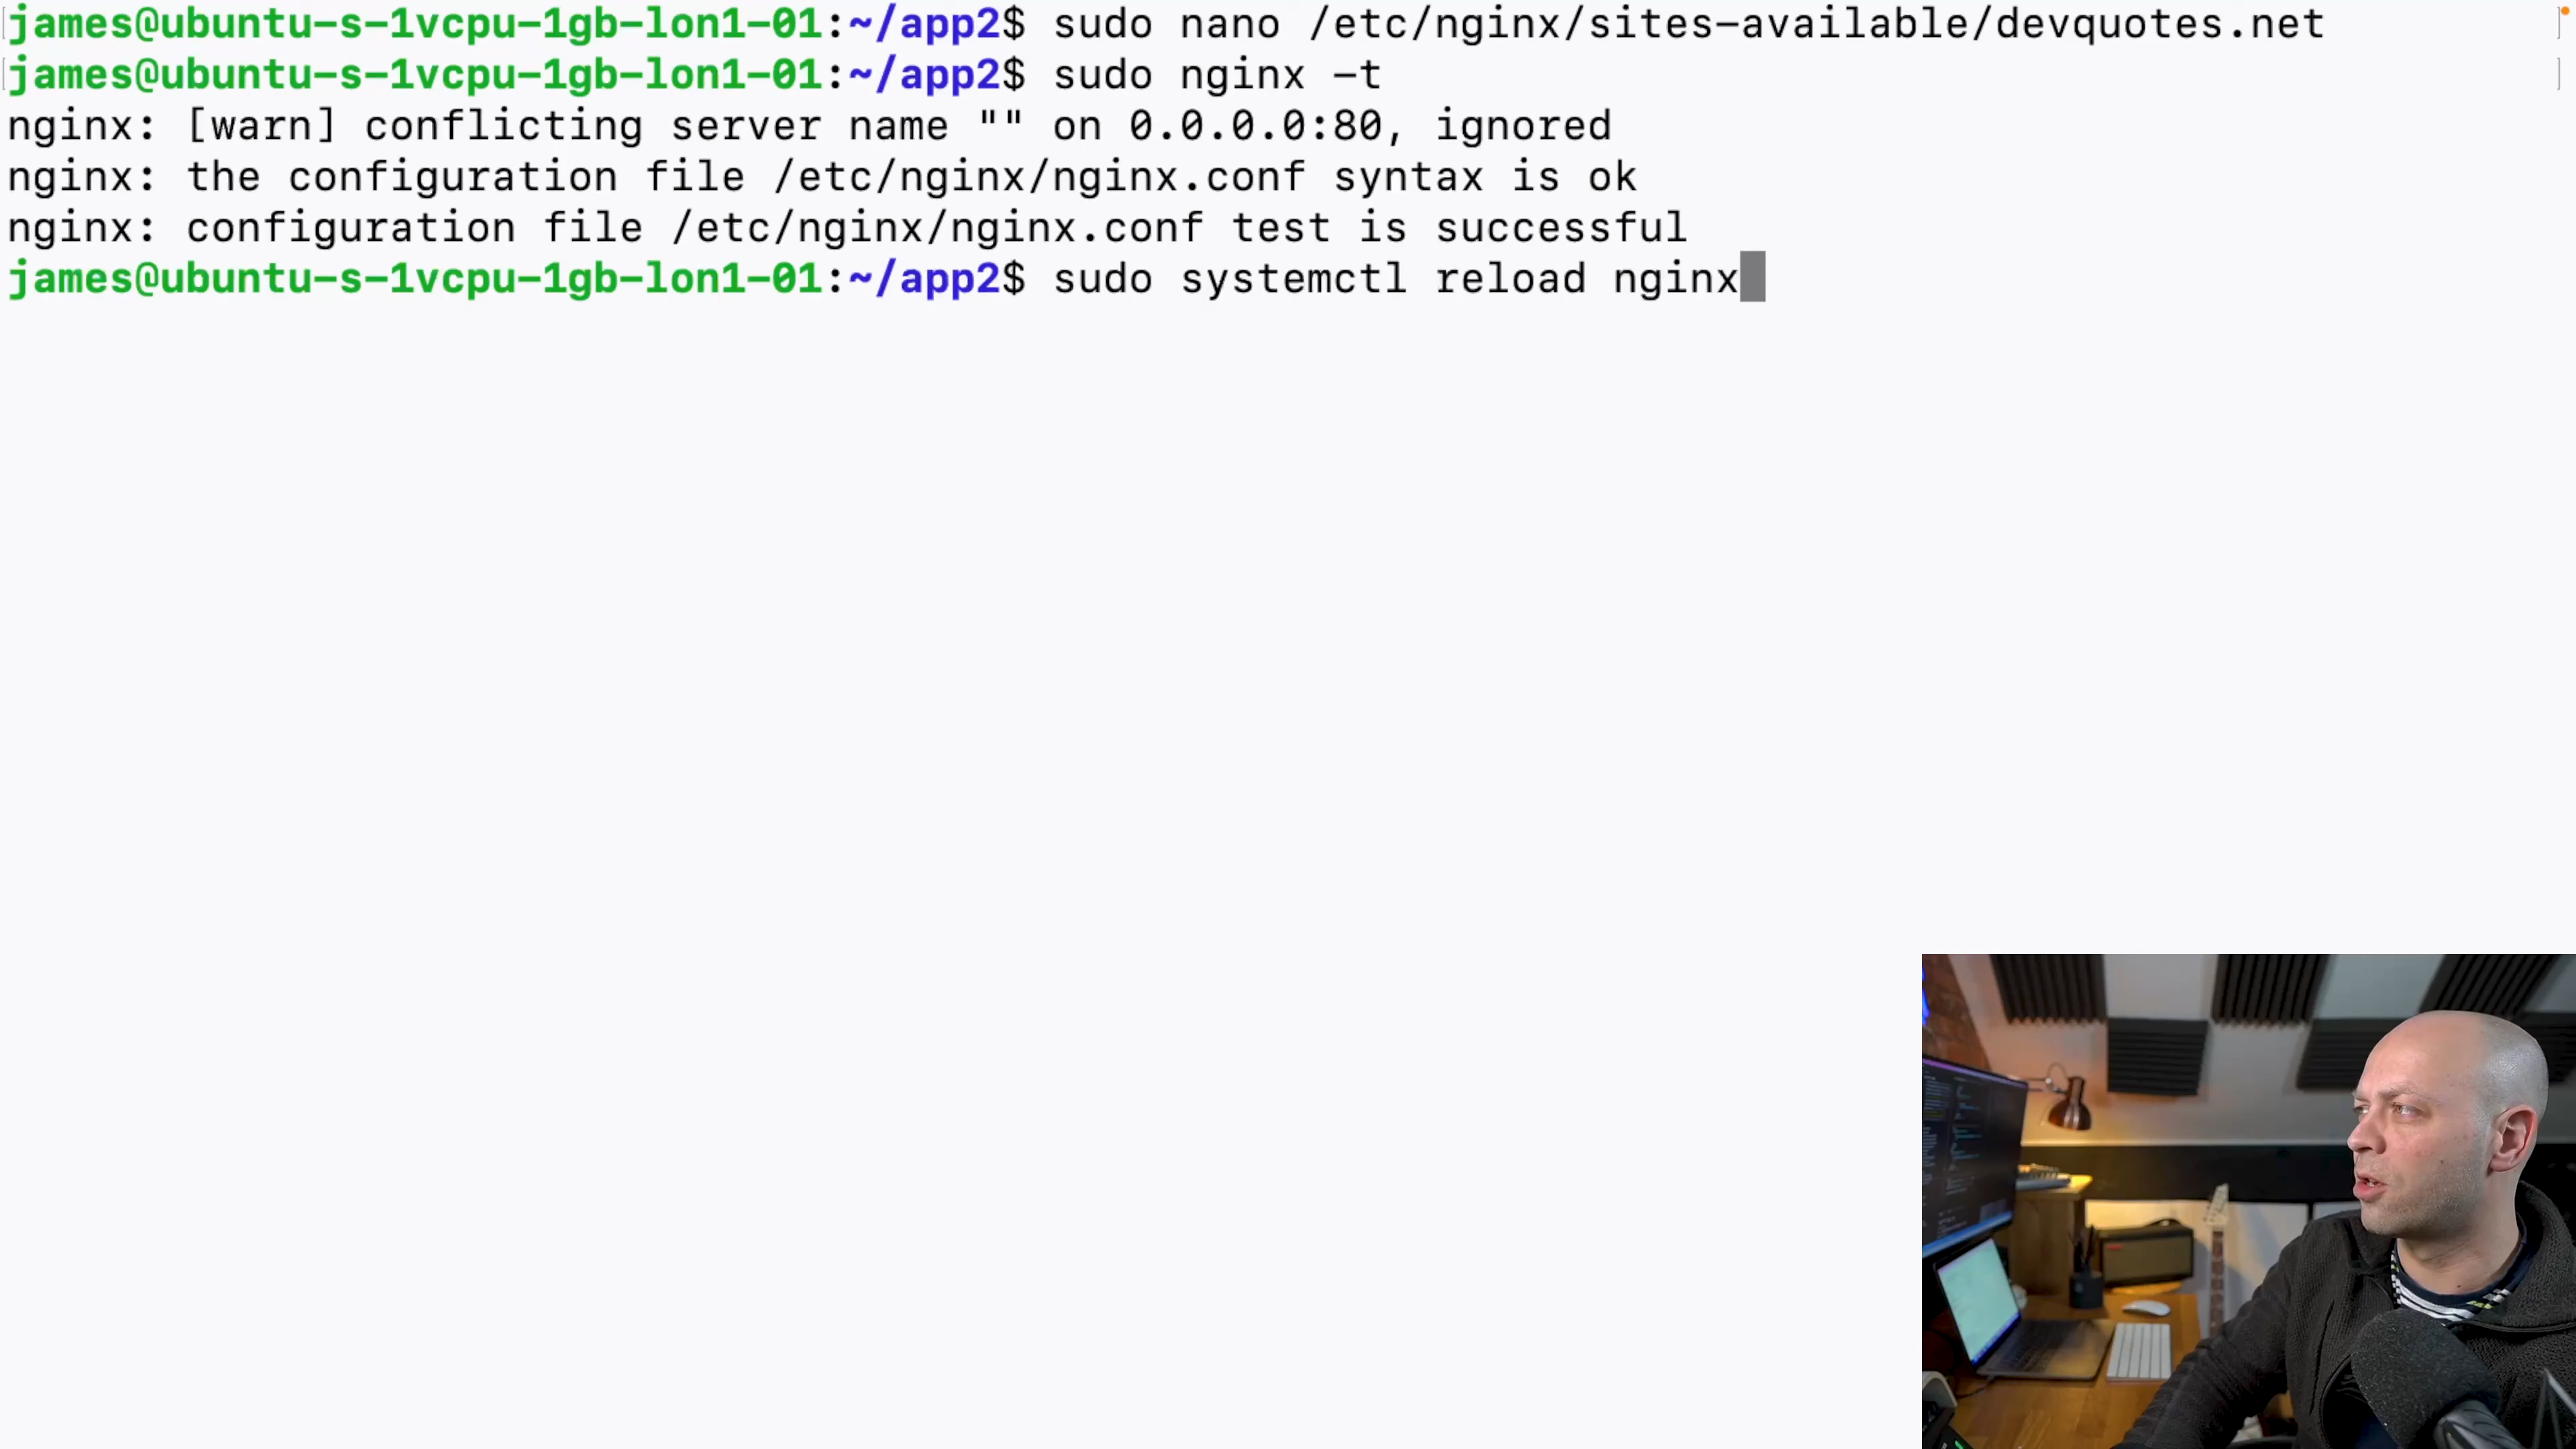 james@ubuntu-s-1vcpu-1gb-lon1-01:~/app2$ sudo nano /etc/nginx/sites-available/devquotes.net
james@ubuntu-s-1vcpu-1gb-lon1-01:~/app2$ sudo nginx -t
nginx: [warn] conflicting server name "" on 0.0.0.0:80, ignored
nginx: the configuration file /etc/nginx/nginx.conf syntax is ok
nginx: configuration file /etc/nginx/nginx.conf test is successful
james@ubuntu-s-1vcpu-1gb-lon1-01:~/app2$ sudo systemctl reload nginx